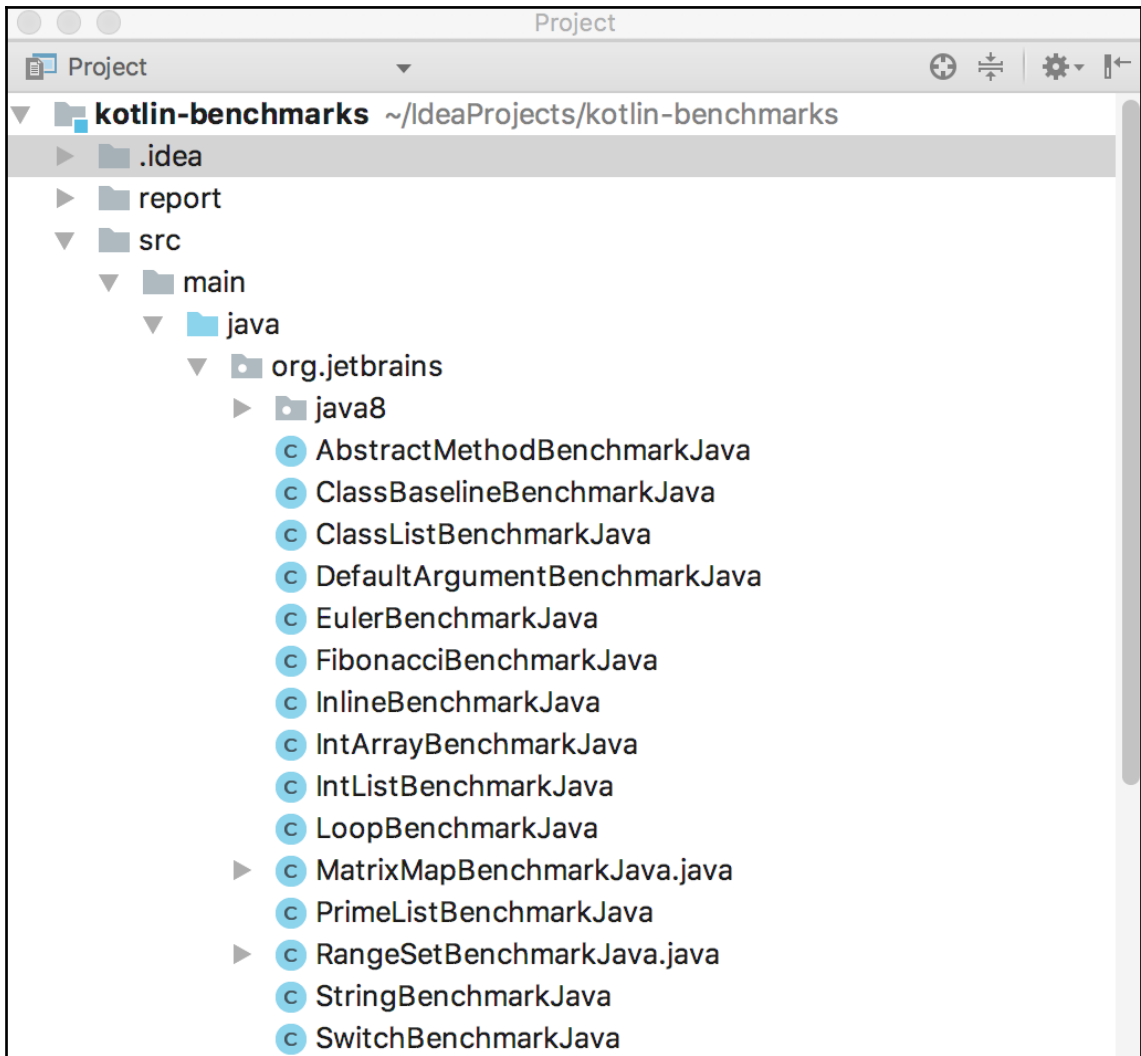 Project
Project
kotlin-benchmarks ~/IdeaProjects/kotlin-benchmarks
.idea
report
src
main
java
org.jetbrains
java8
C AbstractMethodBenchmarkJava
C ClassBaselineBenchmarkJava
C ClassListBenchmarkJava
C DefaultArgumentBenchmarkJava
C EulerBenchmarkJava
C FibonacciBenchmarkJava
C InlineBenchmarkJava
C IntArrayBenchmarkJava
C IntListBenchmarkJava
C LoopBenchmarkJava
C MatrixMapBenchmarkJava.java
C PrimeListBenchmarkJava
C RangeSetBenchmarkJava.java
C StringBenchmarkJava
C SwitchBenchmarkJava